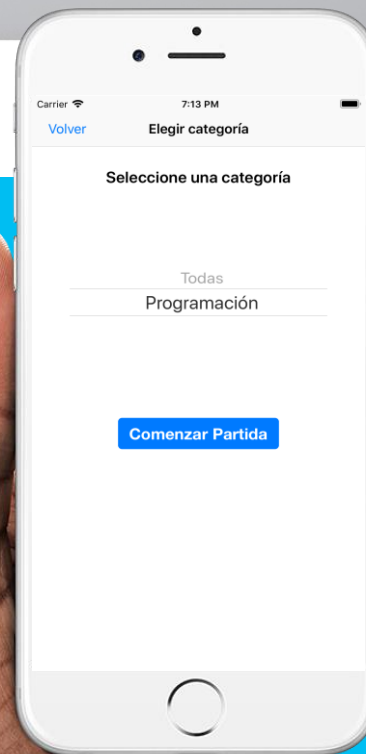 Carrier 7:13 PM
Volver Elegir categoría
Seleccione una categoría
Todas
Programación
Comenzar Partida